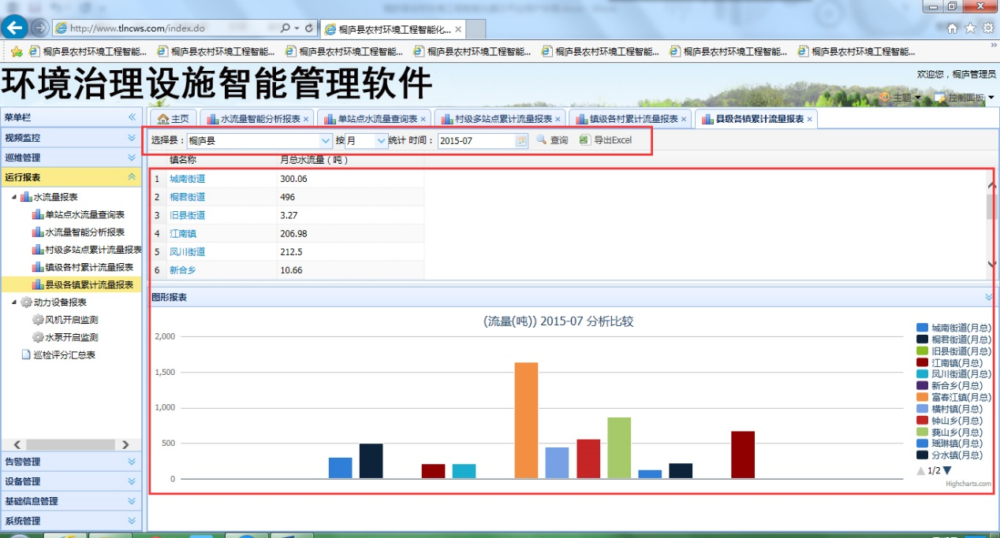 http://www.tlncws.com/index.do
桐庐县农村环境工程智能化...
桐庐县农村环境工程智能... 桐庐县农村环境工程智能... 桐庐县农村环境工程智能... 桐庐县农村环境工程智能... 桐庐县农村环境工程智能... 桐庐县农村环境工程智能... 桐庐县农村环境工程智能...
环境治理设施智能管理软件
欢迎您，桐庐管理员
主题 控制面板
菜单栏
视频监控
巡维管理
运行报表
水流量报表
单站点水流量查询表
水流量智能分析报表
村级多站点累计流量报表
镇级各村累计流量报表
县级各镇累计流量报表
动力设备报表
风机开启监测
水泵开启监测
巡检评分汇总表
告警管理
设备管理
基础信息管理
系统管理
主页 水流量智能分析报表 单站点水流量查询表 村级多站点累计流量报表 镇级各村累计流量报表 县级各镇累计流量报表
选择县： 桐庐县 按 月 统计 时间： 2015-07 查询 导出Excel
镇名称 月总水流量（吨）
1 城南街道 300.06
2 桐君街道 496
3 旧县街道 3.27
4 江南镇 206.98
5 凤川街道 212.5
6 新合乡 10.66
图形报表
(流量(吨)) 2015-07 分析比较
2,000
1,500
1,000
500
0
城南街道(月总)
桐君街道(月总)
旧县街道(月总)
江南镇(月总)
凤川街道(月总)
新合乡(月总)
富春江镇(月总)
横村镇(月总)
钟山乡(月总)
莪山乡(月总)
瑶琳镇(月总)
分水镇(月总)
1/2
Highcharts.com